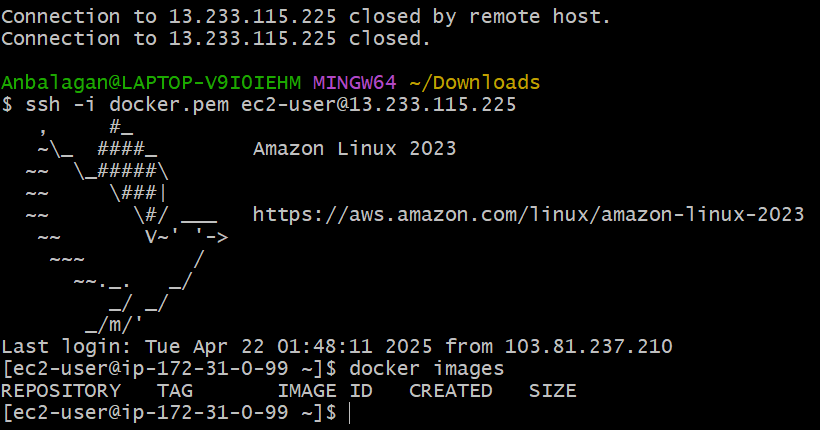 Connection to 13.233.115.225 closed by remote host.
Connection to 13.233.115.225 closed.

Anbalagan@LAPTOP-V9IOIEHM MINGW64 ~/Downloads
$ ssh -i docker.pem ec2-user@13.233.115.225
   ,     #_
   ~\_  ####_        Amazon Linux 2023
  ~~  \_#####\
  ~~     \###|
  ~~       \#/ ___   https://aws.amazon.com/linux/amazon-linux-2023
   ~~       V~' '->
    ~~~         /
      ~~._.   _/
         _/ _/
       _/m/'
Last login: Tue Apr 22 01:48:11 2025 from 103.81.237.210
[ec2-user@ip-172-31-0-99 ~]$ docker images
REPOSITORY   TAG       IMAGE ID   CREATED   SIZE
[ec2-user@ip-172-31-0-99 ~]$